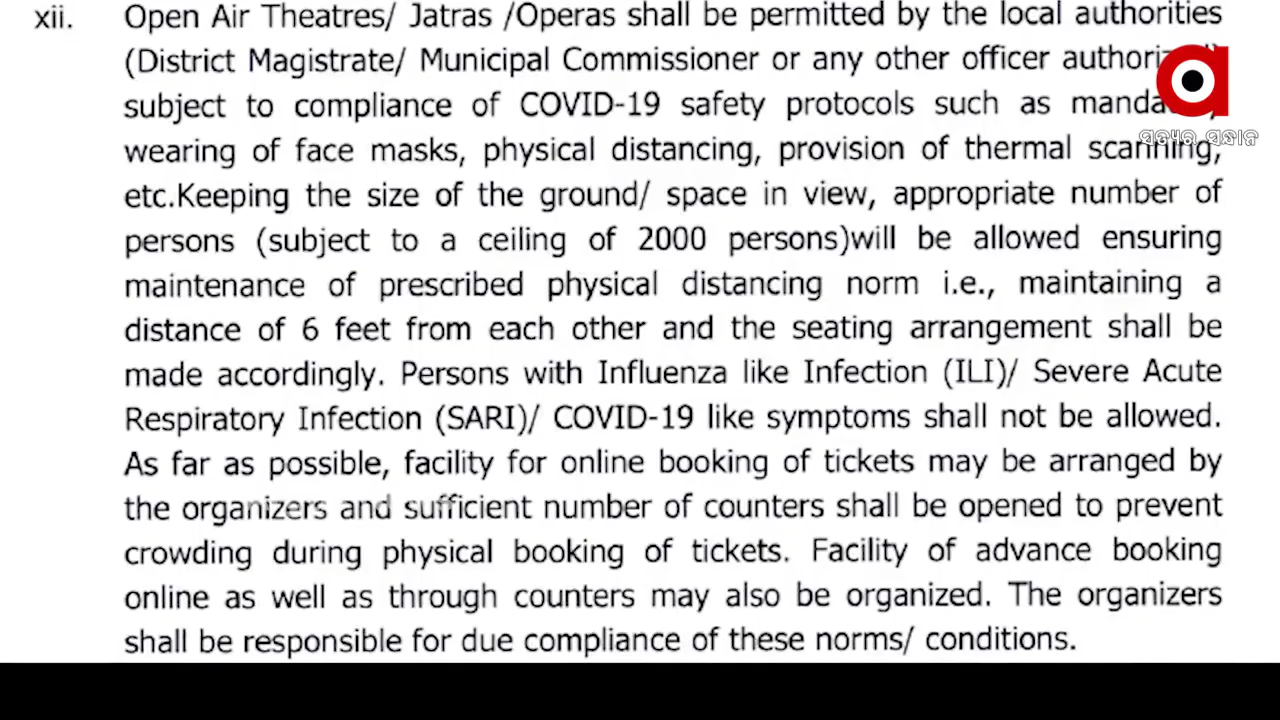 xii. Open Air Theatres/ Jatras /Operas shall be permitted by the local authorities
(District Magistrate/ Municipal Commissioner or any other officer
subject to compliance of COVID-19 safety protocols such as
wearing of face masks, physical distancing, provision of thermal scanning,
etc.Keeping the size of the ground/ space in view, appropriate number of
persons (subject to a ceiling of 2000 persons)will be allowed ensuring
maintenance of prescribed physical distancing norm i.e., maintaining a
distance of 6 feet from each other and the seating arrangement shall be
made accordingly. Persons with Influenza like Infection (ILI)/ Severe Acute
Respiratory Infection (SARI)/ COVID-19 like symptoms shall not be allowed.
As far as possible, facility for online booking of tickets may be arranged by
the organizers and sufficient number of counters shall be opened to prevent
crowding during physical booking of tickets. Facility of advance booking
online as well as through counters may also be organized. The organizers
shall be responsible for due compliance of these norms/ conditions.